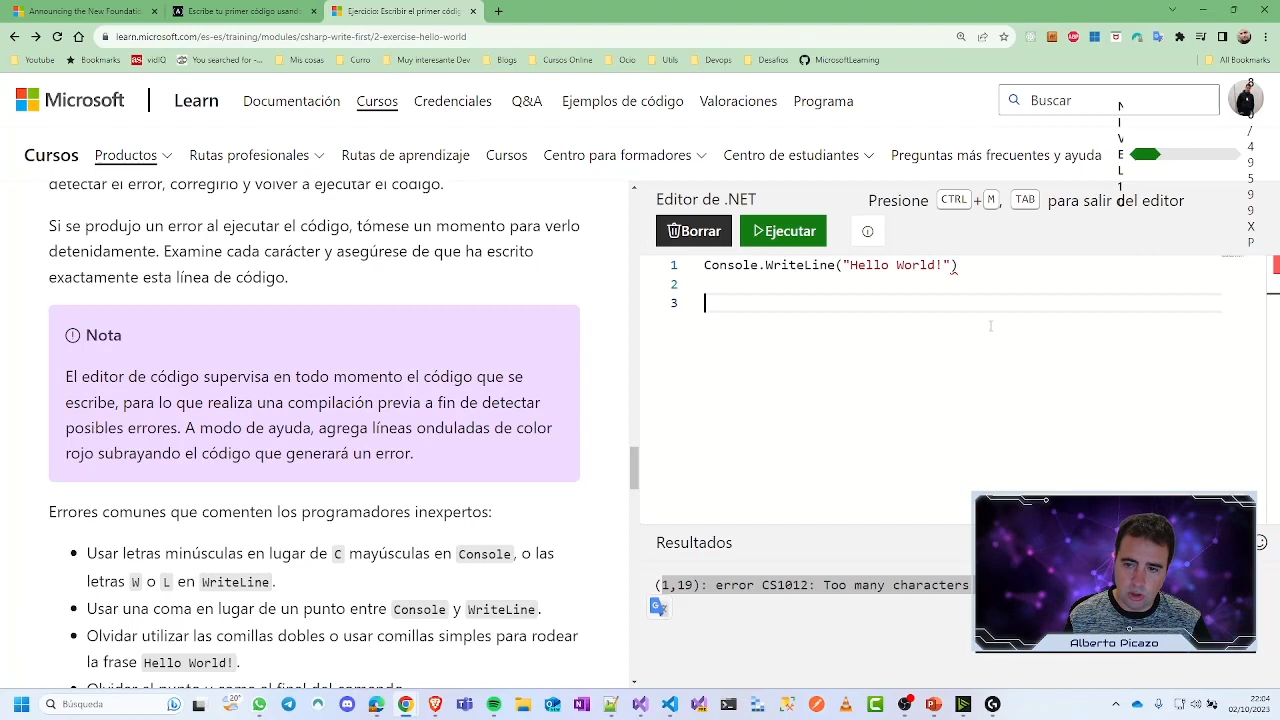 Announcing the New Foundatic
Escribe tu primer código usand
Ejercicio: Escribir el primer códig
learn.microsoft.com/es-es/training/modules/csharp-write-first/2-exercise-hello-world
Youtube
Bookmarks
vidIQ
You searched for -...
Mis cosas
Curro
Muy interesante Dev
Blogs
Cursos Online
Ocio
Utils
Devops
Desafios
MicrosoftLearning
All Bookmarks
Microsoft
Learn
Documentación
Cursos
Credenciales
Q&A
Ejemplos de código
Valoraciones
Programa
Buscar
Cursos
Productos
Rutas profesionales
Rutas de aprendizaje
Cursos
Centro para formadores
Centro de estudiantes
Preguntas más frecuentes y ayuda
detectar el error, corregirlo y volver a ejecutar el código.
Si se produjo un error al ejecutar el código, tómese un momento para verlo
detenidamente. Examine cada carácter y asegúrese de que ha escrito
exactamente esta línea de código.
Nota
El editor de código supervisa en todo momento el código que se
escribe, para lo que realiza una compilación previa a fin de detectar
posibles errores. A modo de ayuda, agrega líneas onduladas de color
rojo subrayando el código que generará un error.
Errores comunes que comenten los programadores inexpertos:
Usar letras minúsculas en lugar de C mayúsculas en Console, o las
letras W o L en WriteLine.
Usar una coma en lugar de un punto entre Console y WriteLine.
Olvidar utilizar las comillas dobles o usar comillas simples para rodear
la frase Hello World!.
Editor de .NET
Presione CTRL+M, TAB para salir del editor
Borrar
Ejecutar
1 Console.WriteLine("Hello World!")
2
3
Resultados
(1,19): error CS1012: Too many characters
Alberto Picazo
Búsqueda
20°
22:04
02/10/2023